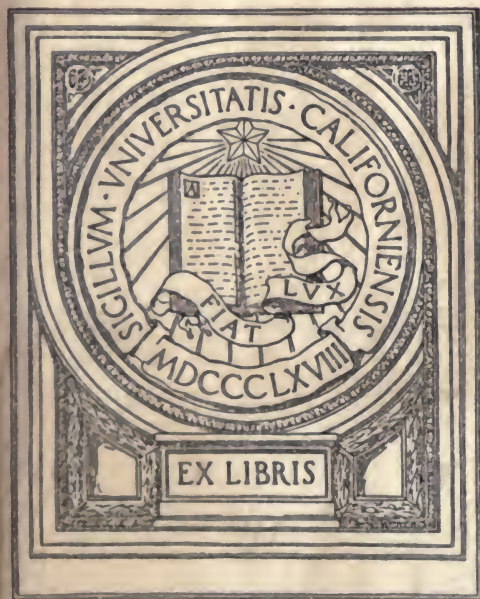 SIGILLVM · VNIVERSITATIS · CALIFORNIENSIS
A
FIAT
LVX
MDCCCLXVIII
EX LIBRIS